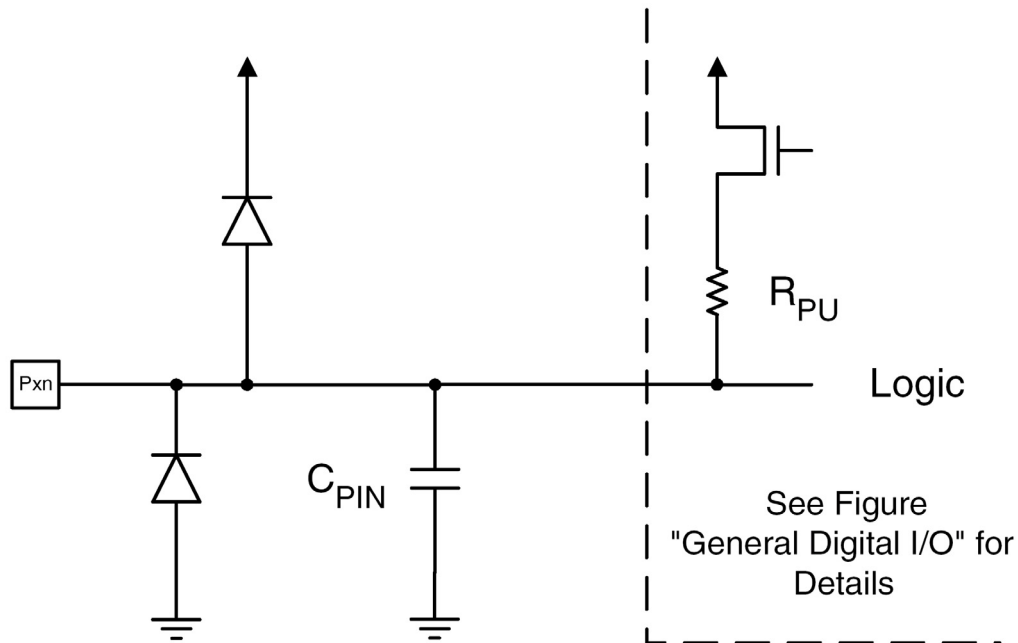 R_PU
Pxn
Logic
C_PIN
See Figure
"General Digital I/O" for
Details